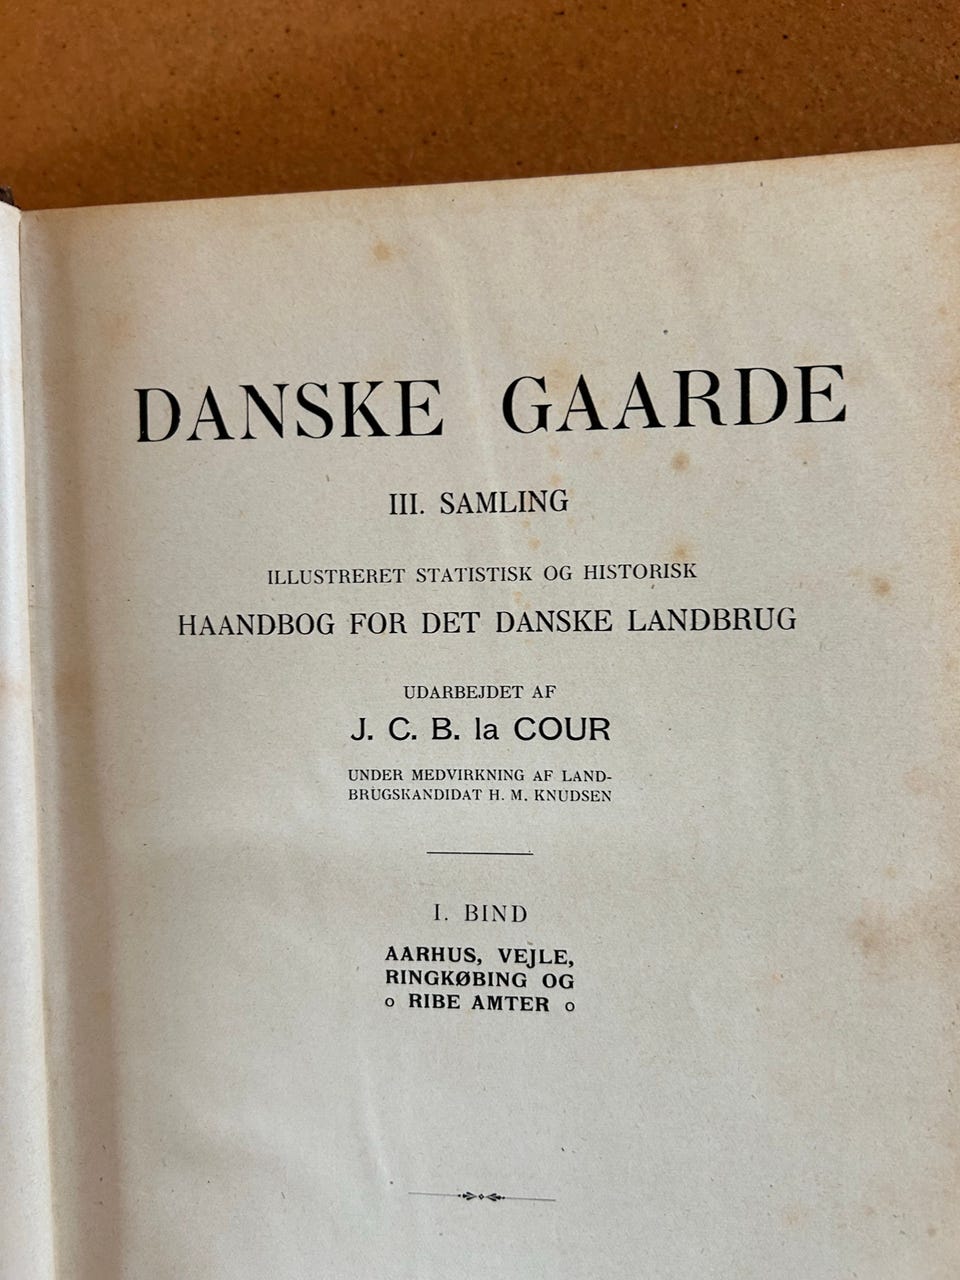 DANSKE GAARDE
III. SAMLING
ILLUSTRERET STATISTISK OG HISTORISK
HAANDBOG FOR DET DANSKE LANDBRUG
UDARBEJDET AF
J. C. B. la COUR
UNDER MEDVIRKNING AF LAND-
BRUGSKANDIDAT H. M. KNUDSEN
I. BIND
AARHUS, VEJLE,
RINGKØBING OG
o RIBE AMTER o